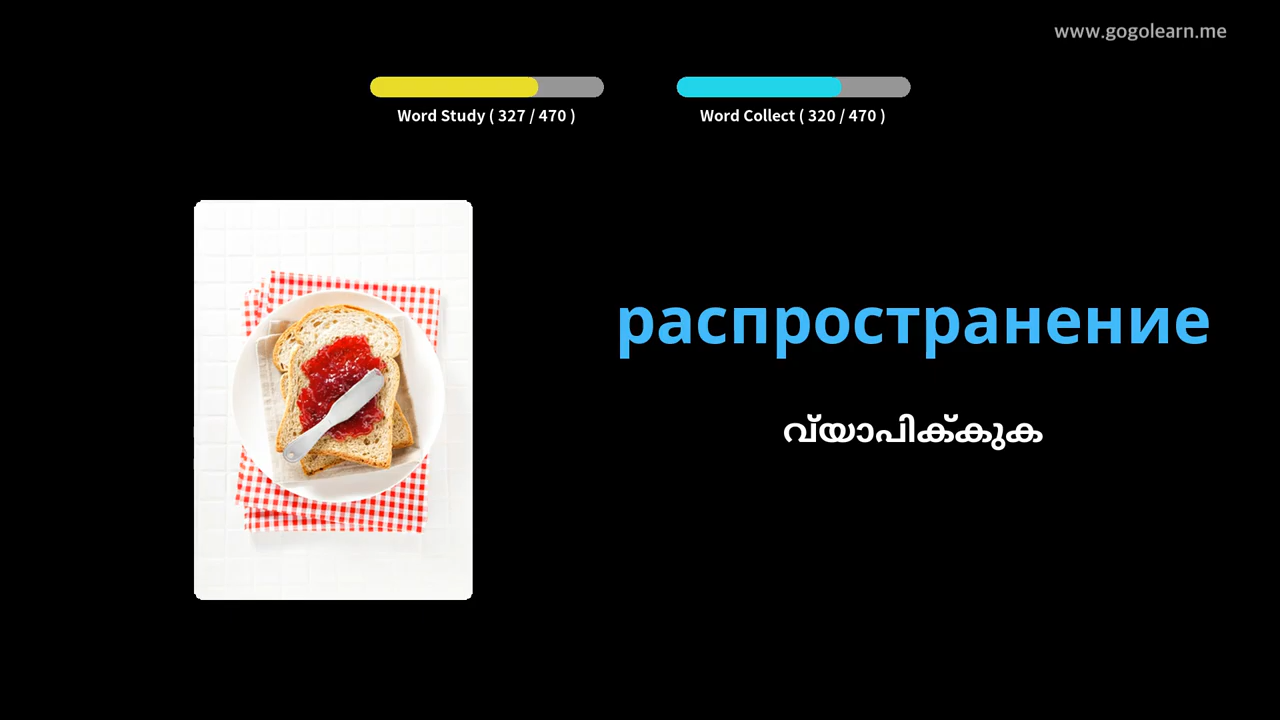 www.gogolearn.me
Word Study ( 327 / 470 )
Word Collect ( 320 / 470 )
распространение
വ്യാപിക്കുക